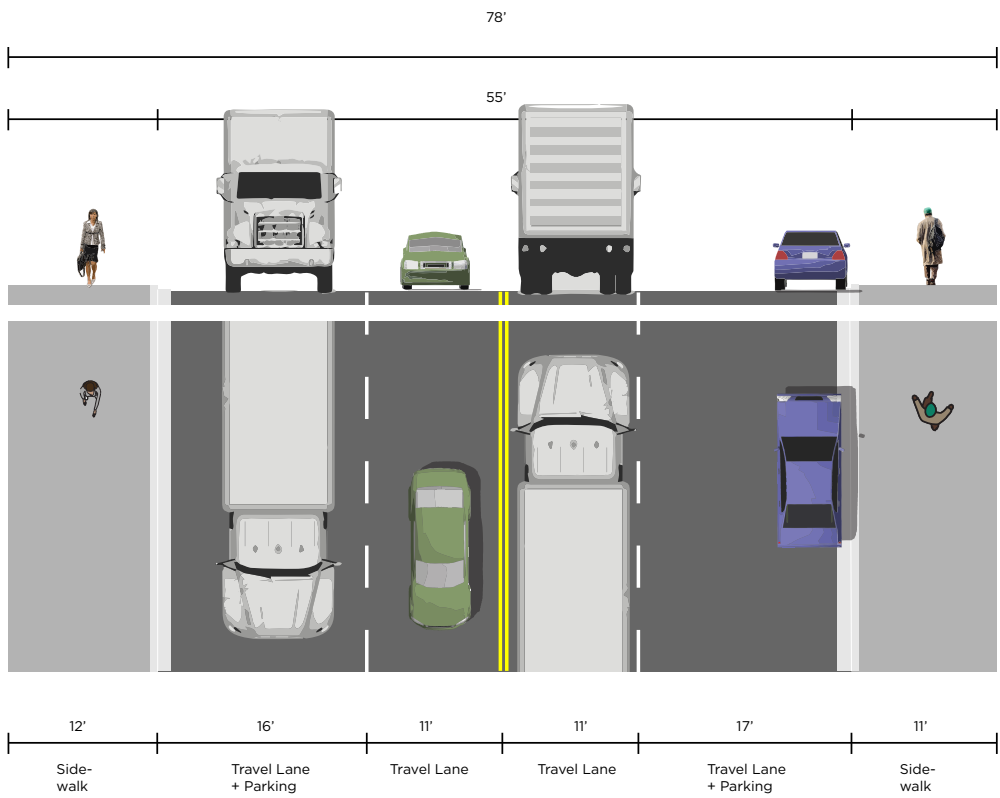 78’
55’
12’
16’
11’
11’
17’
11’
Side-
walk
Travel Lane
+ Parking
Travel Lane
Travel Lane
Travel Lane
+ Parking
Side-
walk